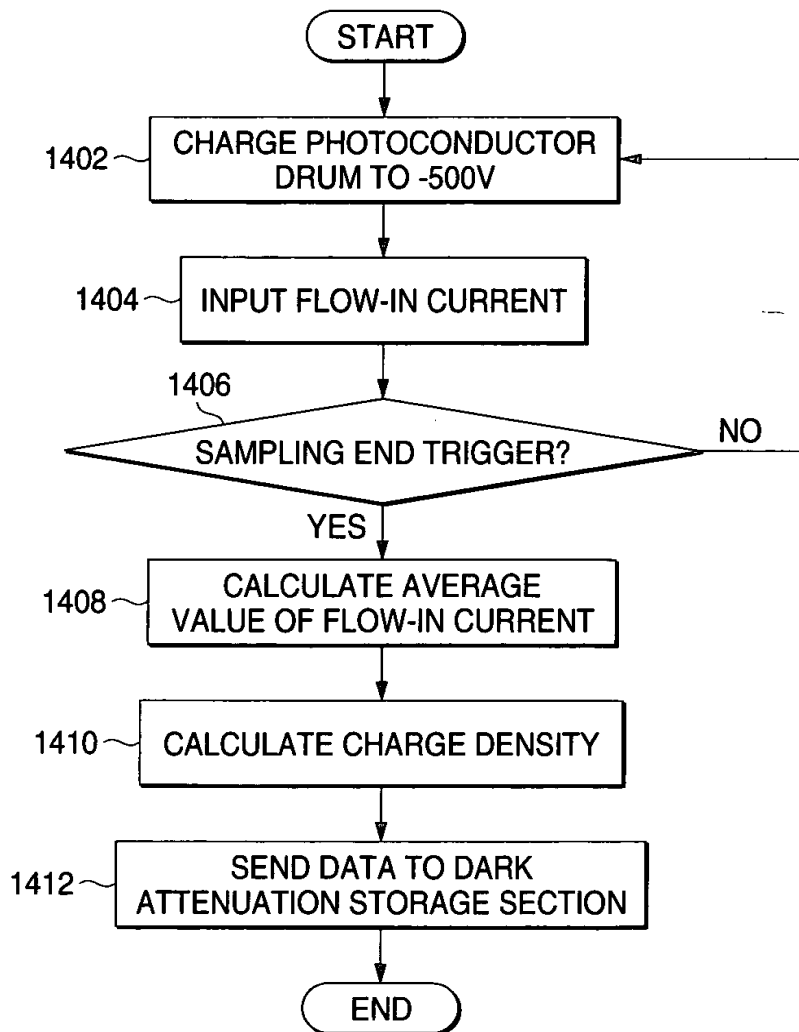 START
1402
CHARGE PHOTOCONDUCTOR
DRUM TO -500V
1404
INPUT FLOW-IN CURRENT
1406
SAMPLING END TRIGGER?
NO
YES
1408
CALCULATE AVERAGE
VALUE OF FLOW-IN CURRENT
1410
CALCULATE CHARGE DENSITY
1412
SEND DATA TO DARK
ATTENUATION STORAGE SECTION
END